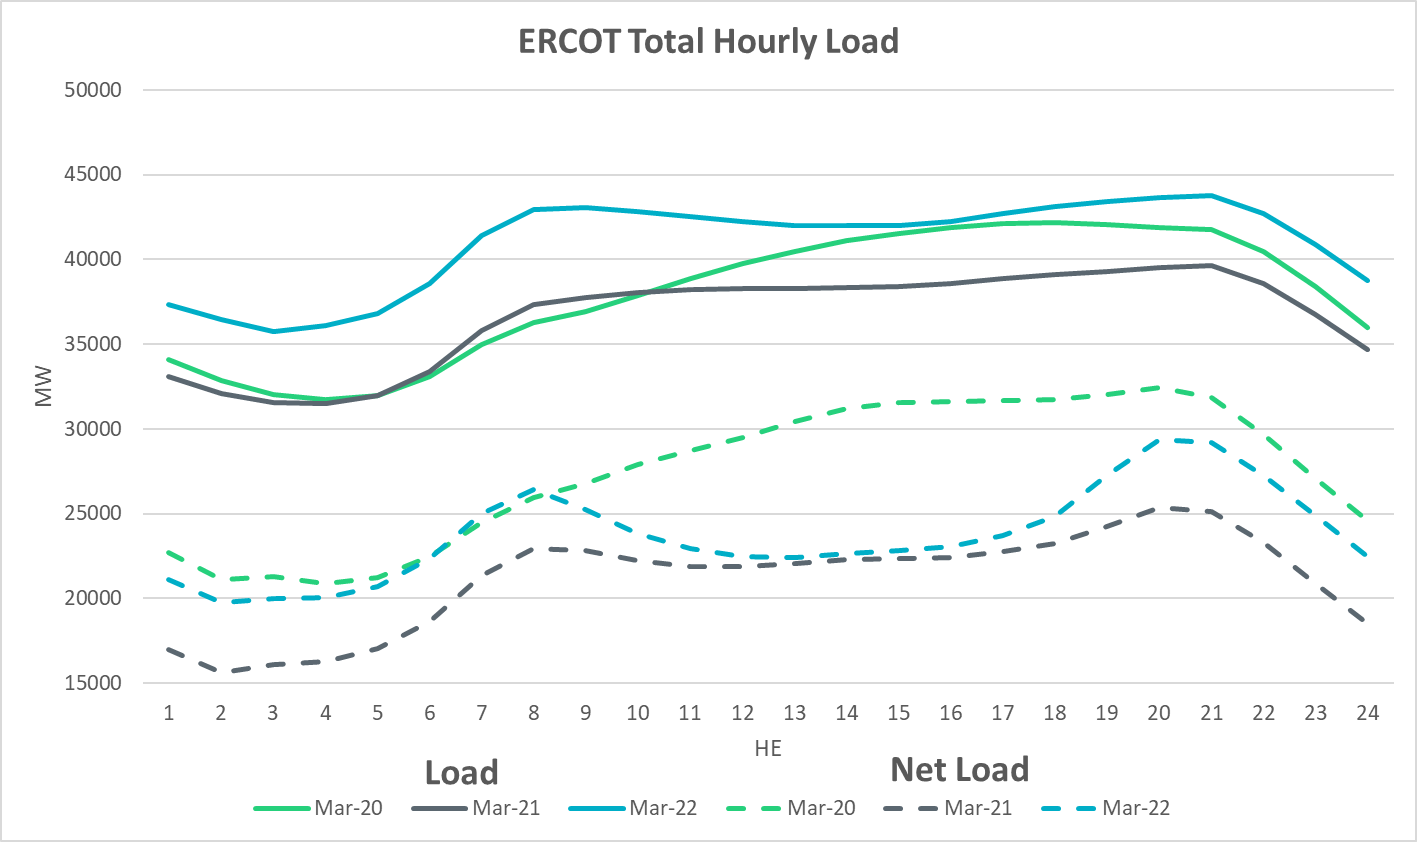 ERCOT Total Hourly Load
50000
45000
40000
35000
30000
25000
20000
15000
MW
1 2 3 4 5 6 7 8 9 10 11 12 13 14 15 16 17 18 19 20 21 22 23 24
HE
Load Net Load
Mar-20 Mar-21 Mar-22 Mar-20 Mar-21 Mar-22